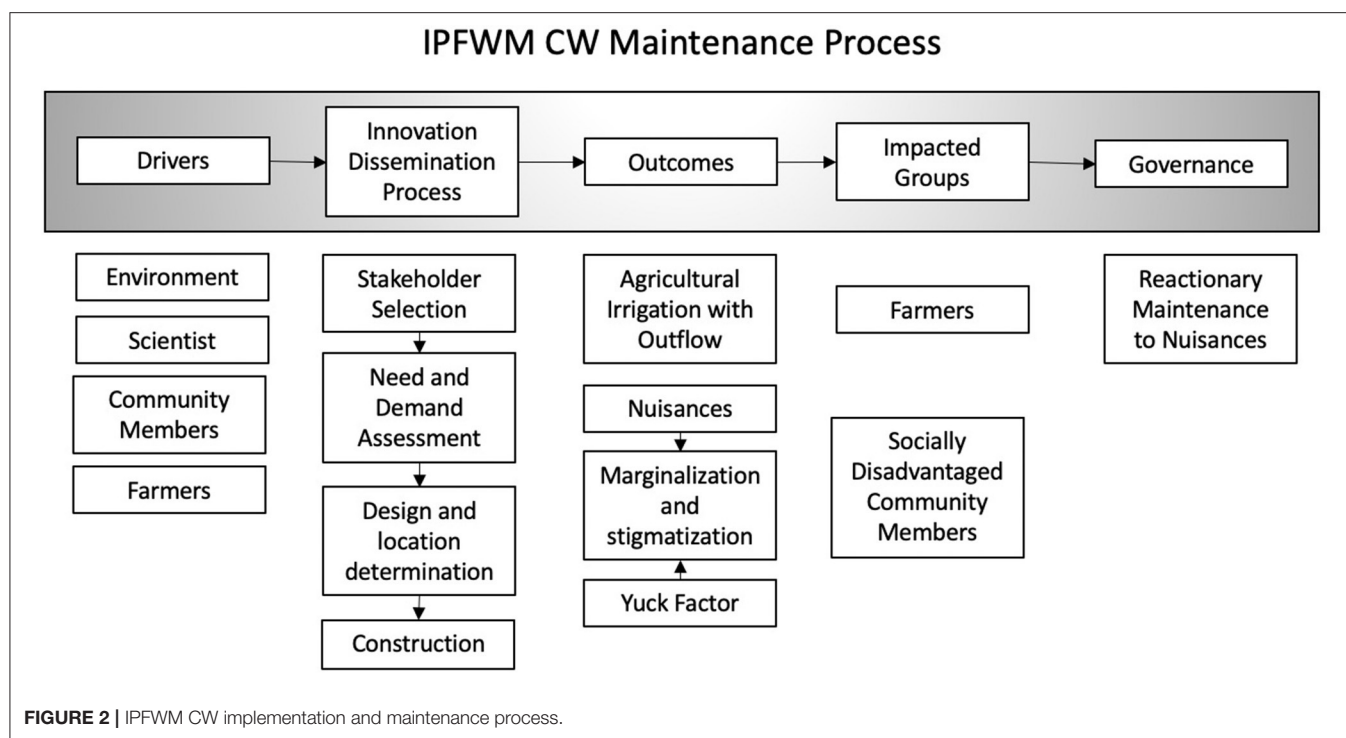 IPFWM CW Maintenance Process
Drivers
Innovation
Dissemination
Process
Outcomes
Impacted
Groups
Governance
Environment
Scientist
Community
Members
Farmers
Stakeholder
Selection
Need and
Demand
Assessment
Design and
location
determination
Construction
Agricultural
Irrigation with
Outflow
Nuisances
Marginalization
and
stigmatization
Yuck Factor
Farmers
Socially
Disadvantaged
Community
Members
Reactionary
Maintenance
to Nuisances
FIGURE 2 | IPFWM CW implementation and maintenance process.